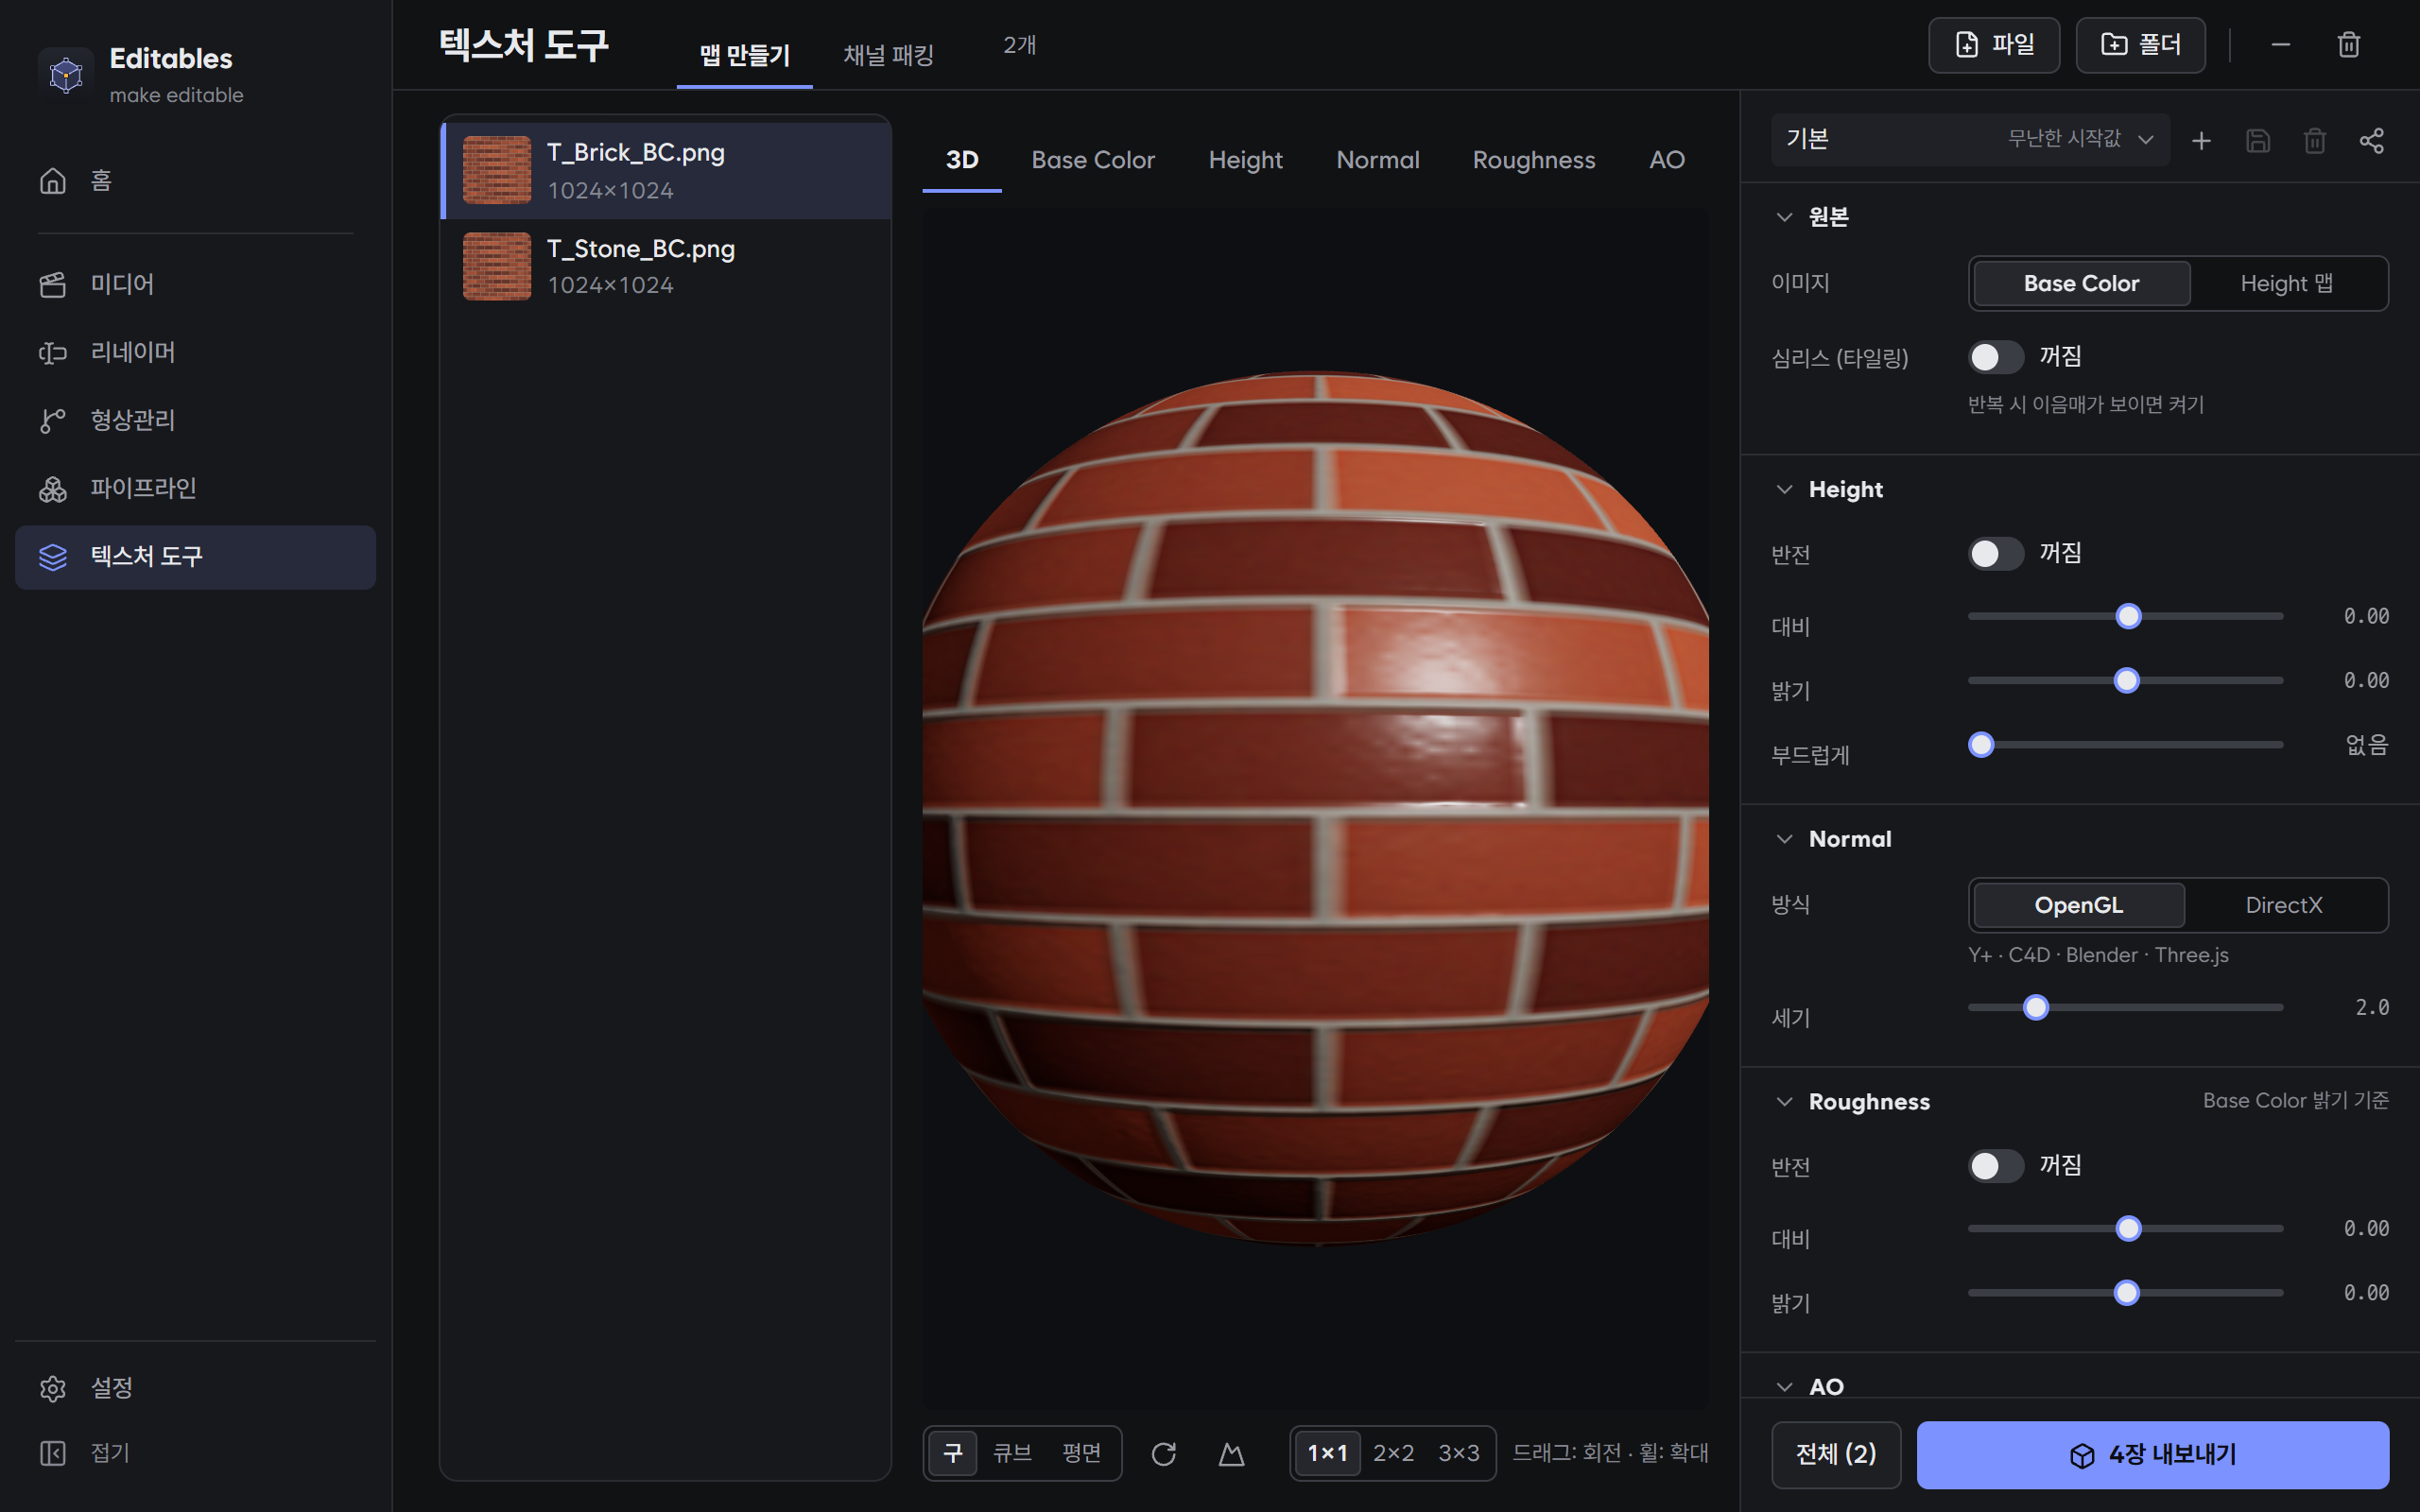 Editables
make editable
홈
미디어
리네이머
형상관리
파이프라인
텍스처 도구
설정
접기
텍스처 도구
맵 만들기
채널 패킹
2개
파일
폴더
T_Brick_BC.png
1024×1024
T_Stone_BC.png
1024×1024
3D
Base Color
Height
Normal
Roughness
AO
구
큐브
평면
1×1
2×2
3×3
드래그: 회전 · 휠: 확대
기본
무난한 시작값
원본
이미지
Base Color
Height 맵
심리스 (타일링)
꺼짐
반복 시 이음매가 보이면 켜기
Height
반전
꺼짐
대비
0.00
밝기
0.00
부드럽게
없음
Normal
방식
OpenGL
DirectX
Y+ · C4D · Blender · Three.js
세기
2.0
Roughness
Base Color 밝기 기준
반전
꺼짐
대비
0.00
밝기
0.00
AO
전체 (2)
4장 내보내기